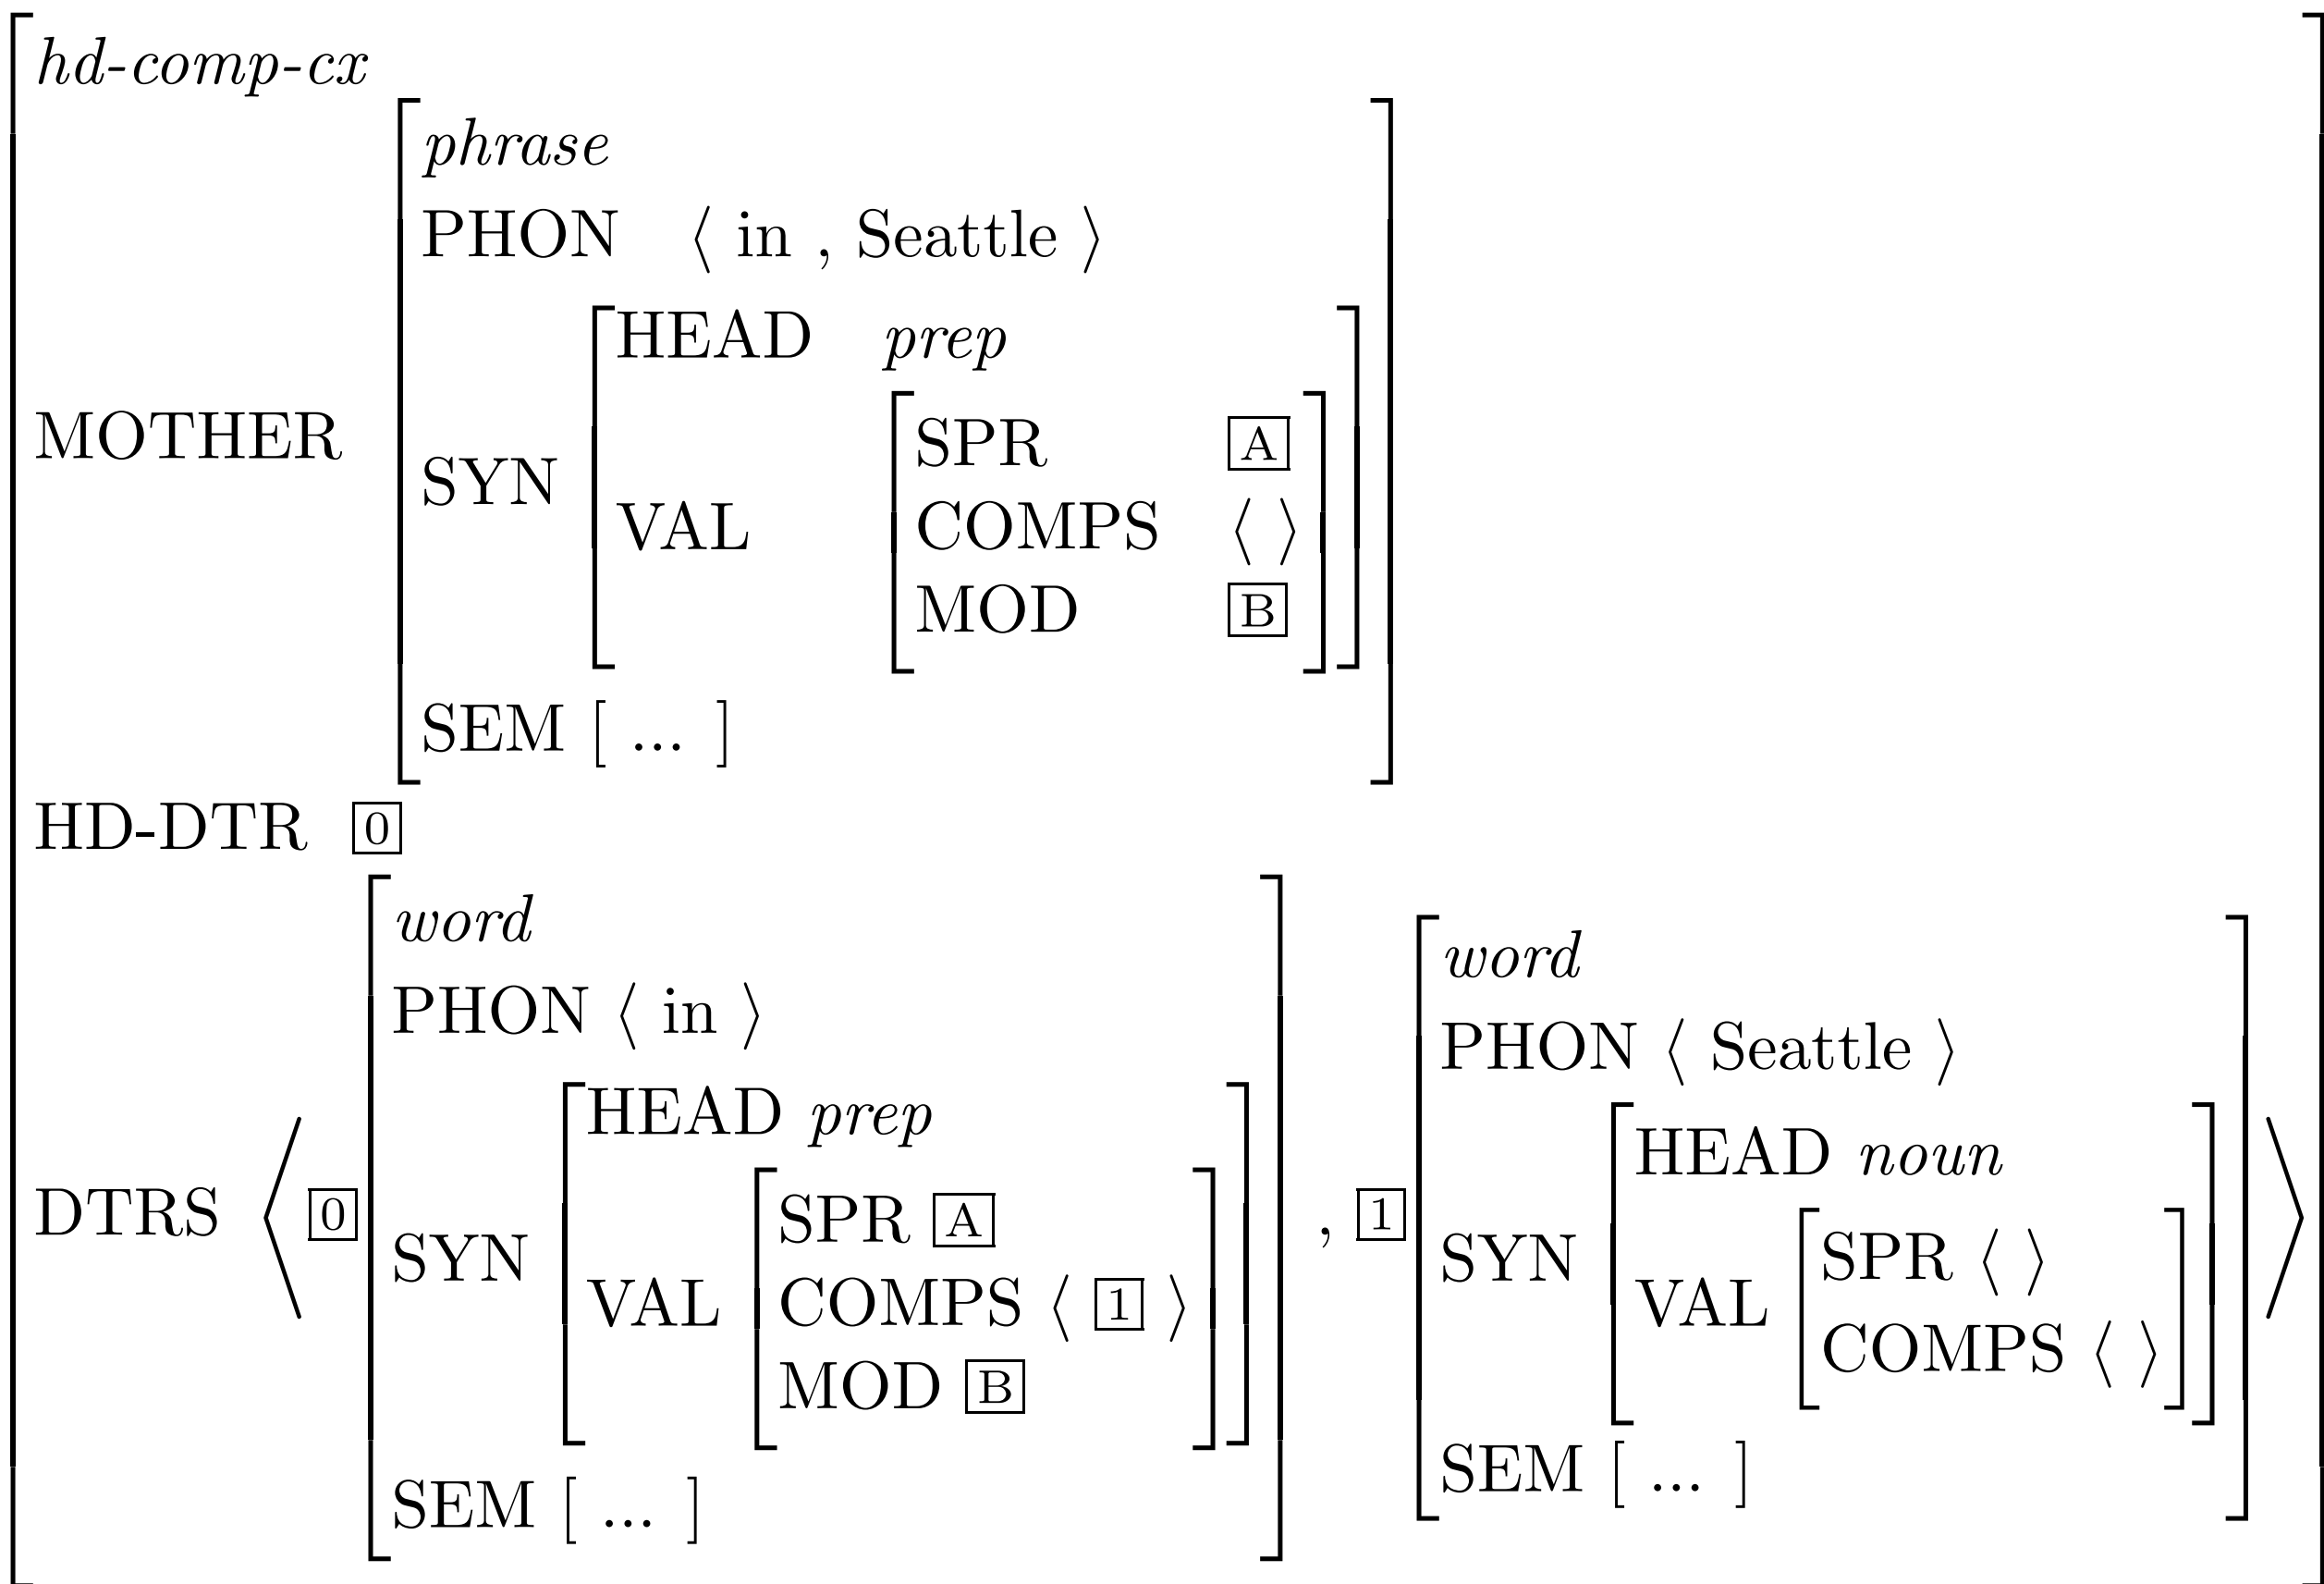 hd-comp-cx
phrase
PHON ⟨ in , Seattle ⟩
HEAD prep
SPR A
MOTHER
SYN
VAL COMPS ⟨ ⟩
MOD B
SEM [ ... ]
HD-DTR 0
word
PHON ⟨ in ⟩
HEAD prep
DTRS ⟨ 0
SYN
SPR A
VAL COMPS ⟨ 1 ⟩
MOD B
SEM [ ... ]
, 1
word
PHON ⟨ Seattle ⟩
HEAD noun
SYN
SPR ⟨ ⟩
VAL
COMPS ⟨ ⟩
SEM [ ... ]
⟩